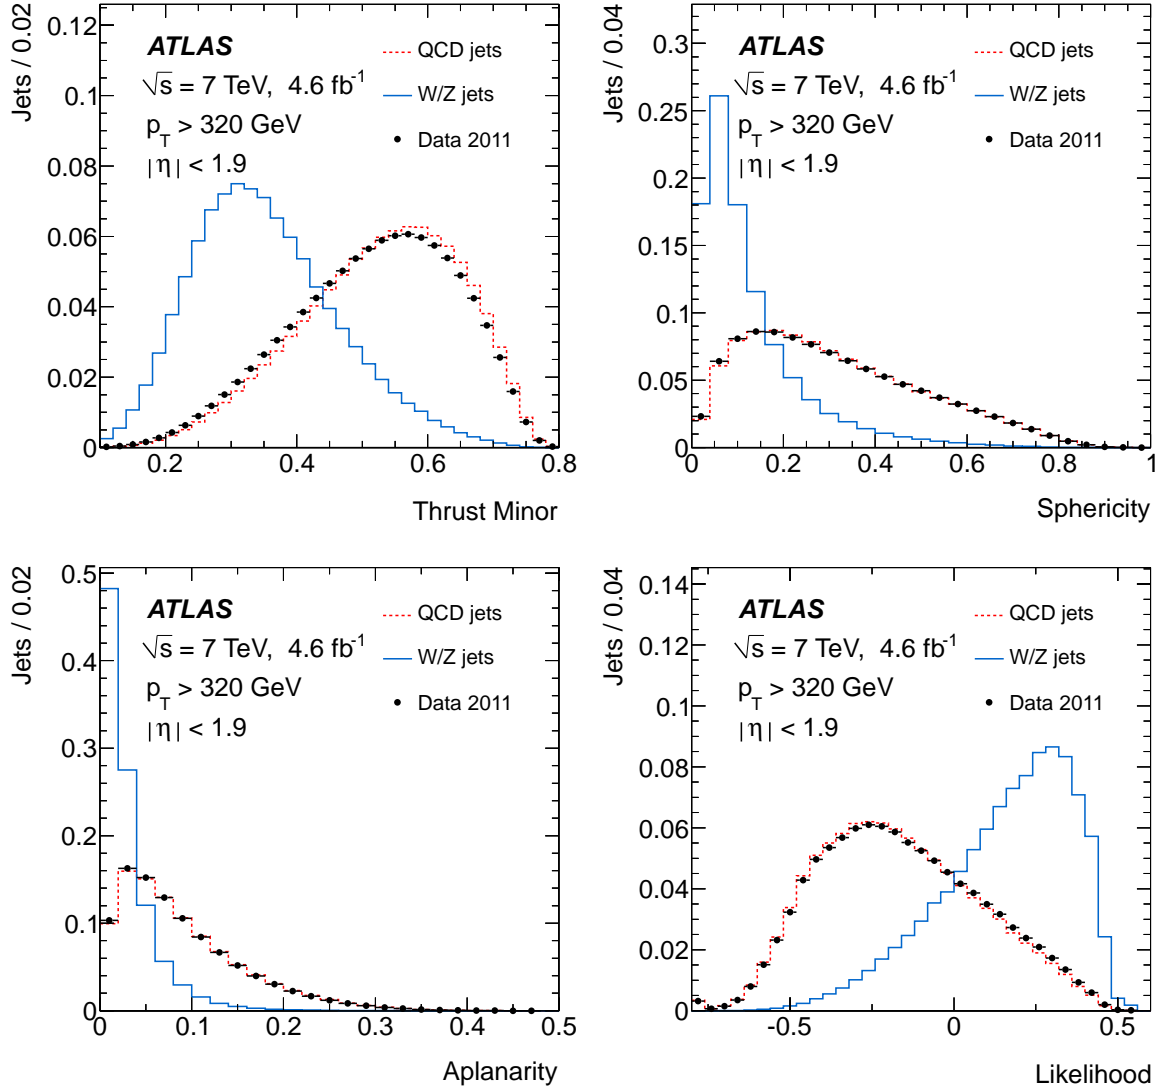 Jets / 0.02
0.12
0.1
0.08
0.06
0.04
0.02
0
ATLAS
√s = 7 TeV, 4.6 fb⁻¹
p_T > 320 GeV
|η| < 1.9
QCD jets
W/Z jets
Data 2011
0.2 0.4 0.6 0.8
Thrust Minor
Jets / 0.04
0.3
0.25
0.2
0.15
0.1
0.05
0
ATLAS
√s = 7 TeV, 4.6 fb⁻¹
p_T > 320 GeV
|η| < 1.9
QCD jets
W/Z jets
Data 2011
0 0.2 0.4 0.6 0.8 1
Sphericity
Jets / 0.02
0.5
0.4
0.3
0.2
0.1
0
ATLAS
√s = 7 TeV, 4.6 fb⁻¹
p_T > 320 GeV
|η| < 1.9
QCD jets
W/Z jets
Data 2011
0 0.1 0.2 0.3 0.4 0.5
Aplanarity
Jets / 0.04
0.14
0.12
0.1
0.08
0.06
0.04
0.02
0
ATLAS
√s = 7 TeV, 4.6 fb⁻¹
p_T > 320 GeV
|η| < 1.9
QCD jets
W/Z jets
Data 2011
-0.5 0 0.5
Likelihood